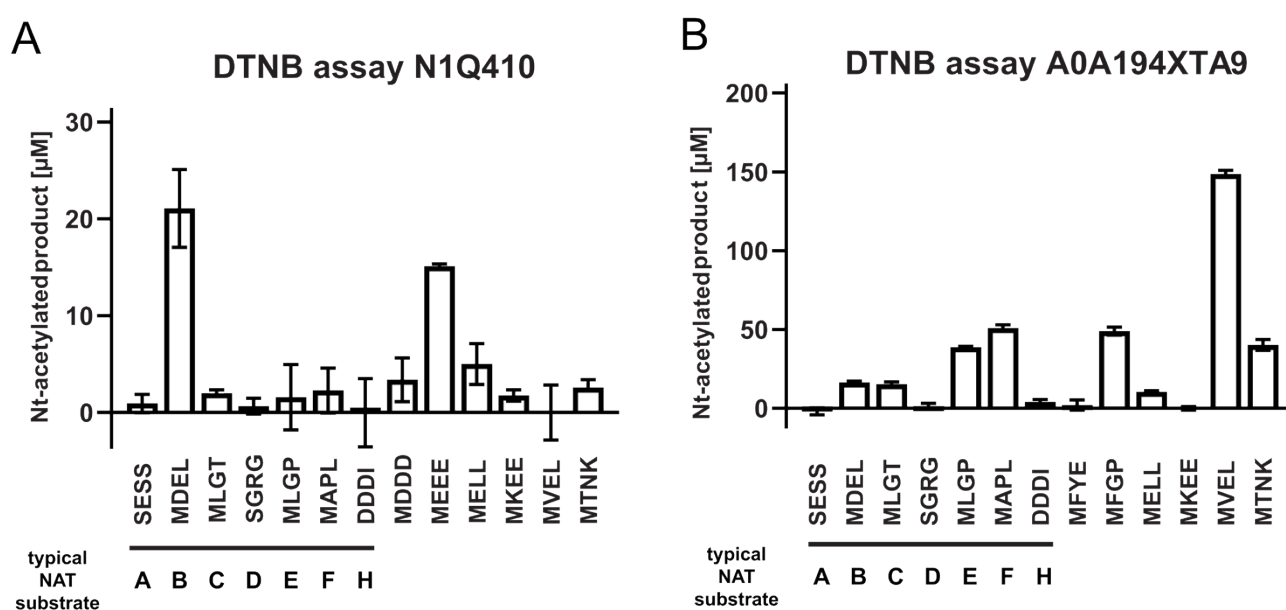 A
DTNB assay N1Q410
Nt-acetylatedproduct [µM]
30
20
10
0
SESS
MDEL
MLGT
SGRG
MLGP
MAPL
DDDI
MDDD
MEEE
MELL
MKEE
MVEL
MTNK
typical
NAT
substrate
A B C D E F H
B
DTNB assay A0A194XTA9
Nt-acetylatedproduct [µM]
200
150
100
50
0
SESS
MDEL
MLGT
SGRG
MLGP
MAPL
DDDI
MFYE
MFGP
MELL
MKEE
MVEL
MTNK
typical
NAT
substrate
A B C D E F H